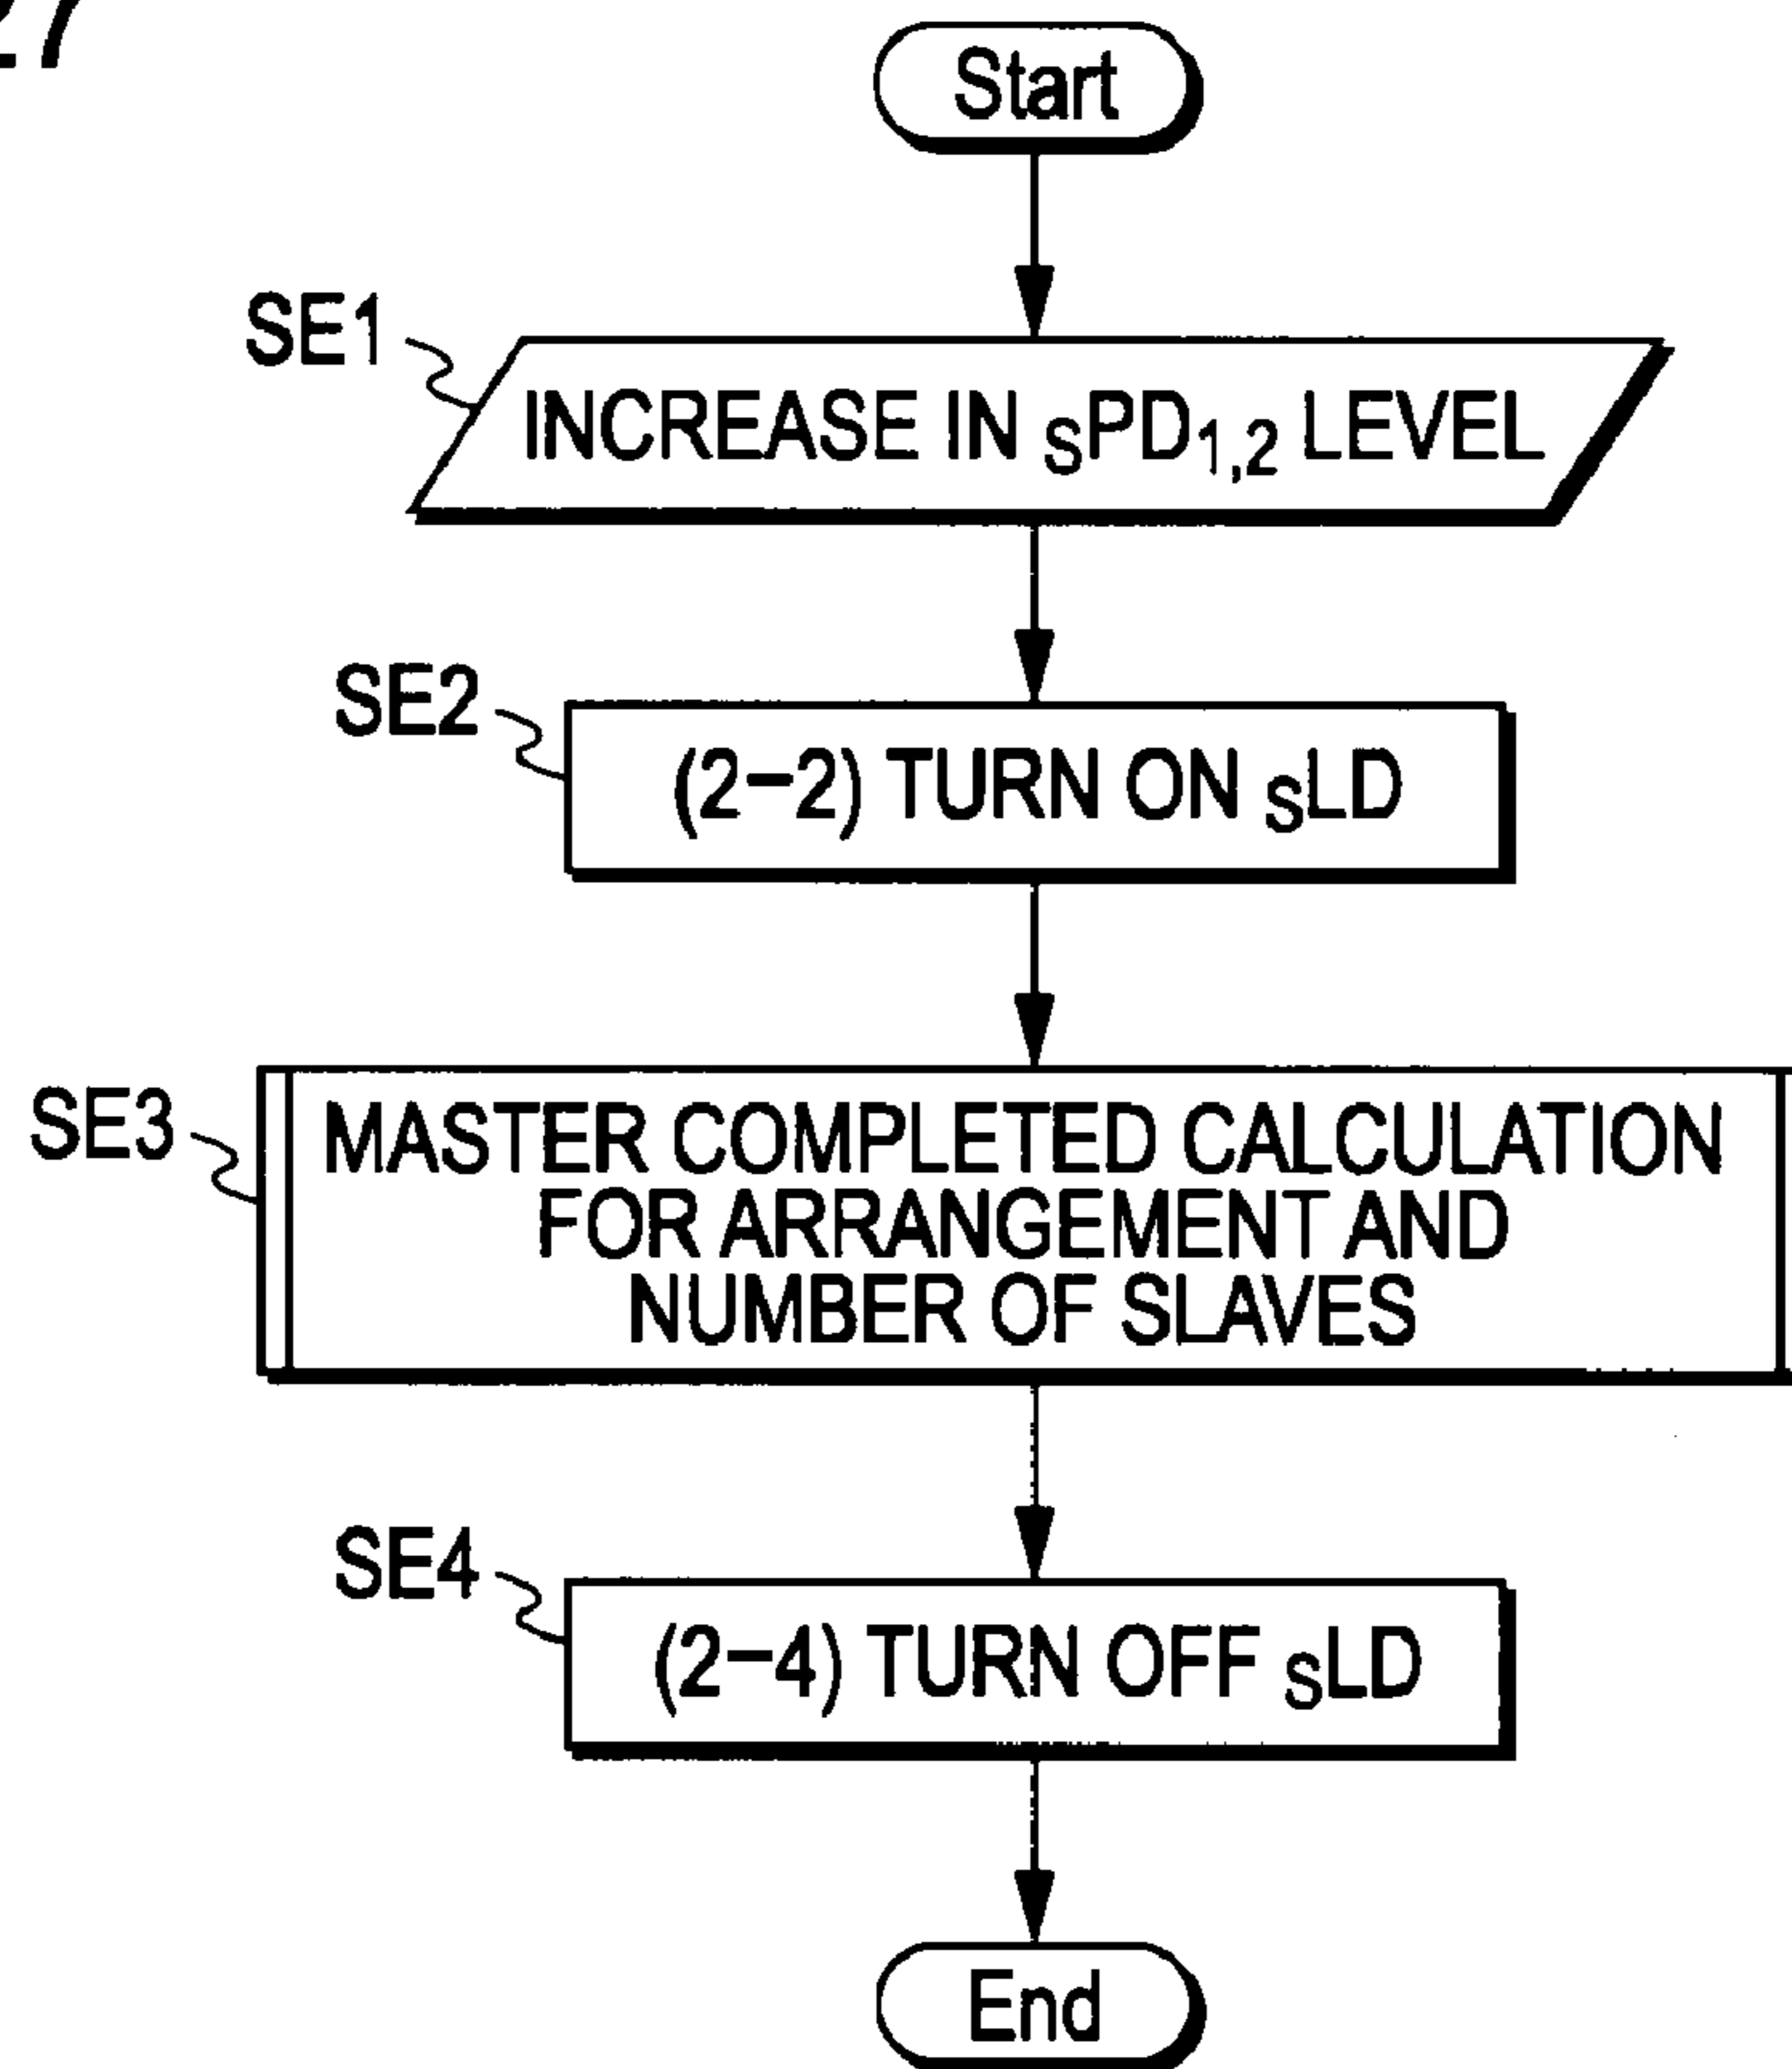 27
Start
SE1
INCREASE IN SPD1,2 LEVEL
SE2
(2-2) TURN ON SLD
SE3
MASTER COMPLETED CALCULATION
FOR ARRANGEMENT AND
NUMBER OF SLAVES
SE4
(2-4) TURN OFF SLD
End